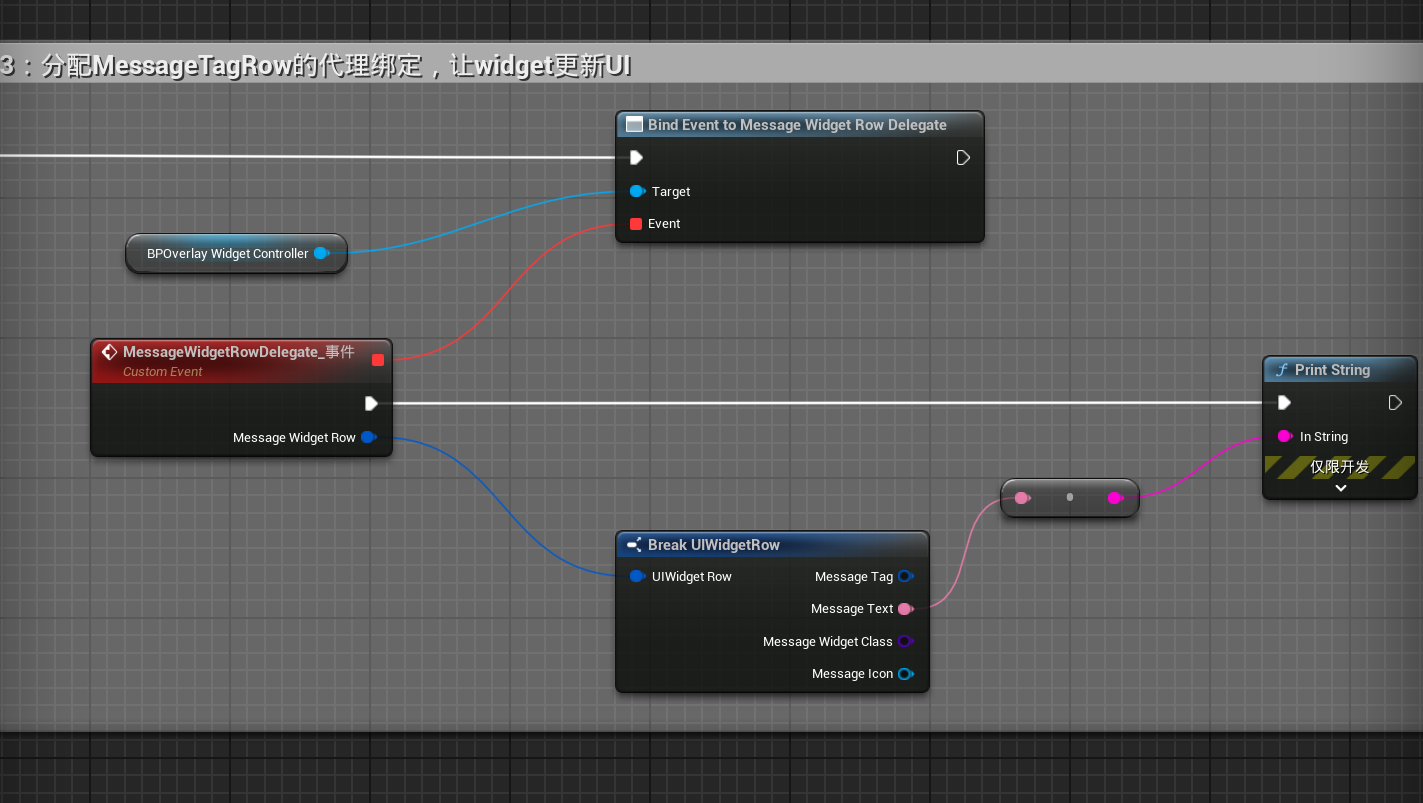 3：分配MessageTagRow的代理绑定，让widget更新UI
Bind Event to Message Widget Row Delegate
Target
Event
BPOverlay Widget Controller
MessageWidgetRowDelegate_事件
Custom Event
Message Widget Row
Print String
In String
仅限开发
Break UIWidgetRow
UIWidget Row
Message Tag
Message Text
Message Widget Class
Message Icon